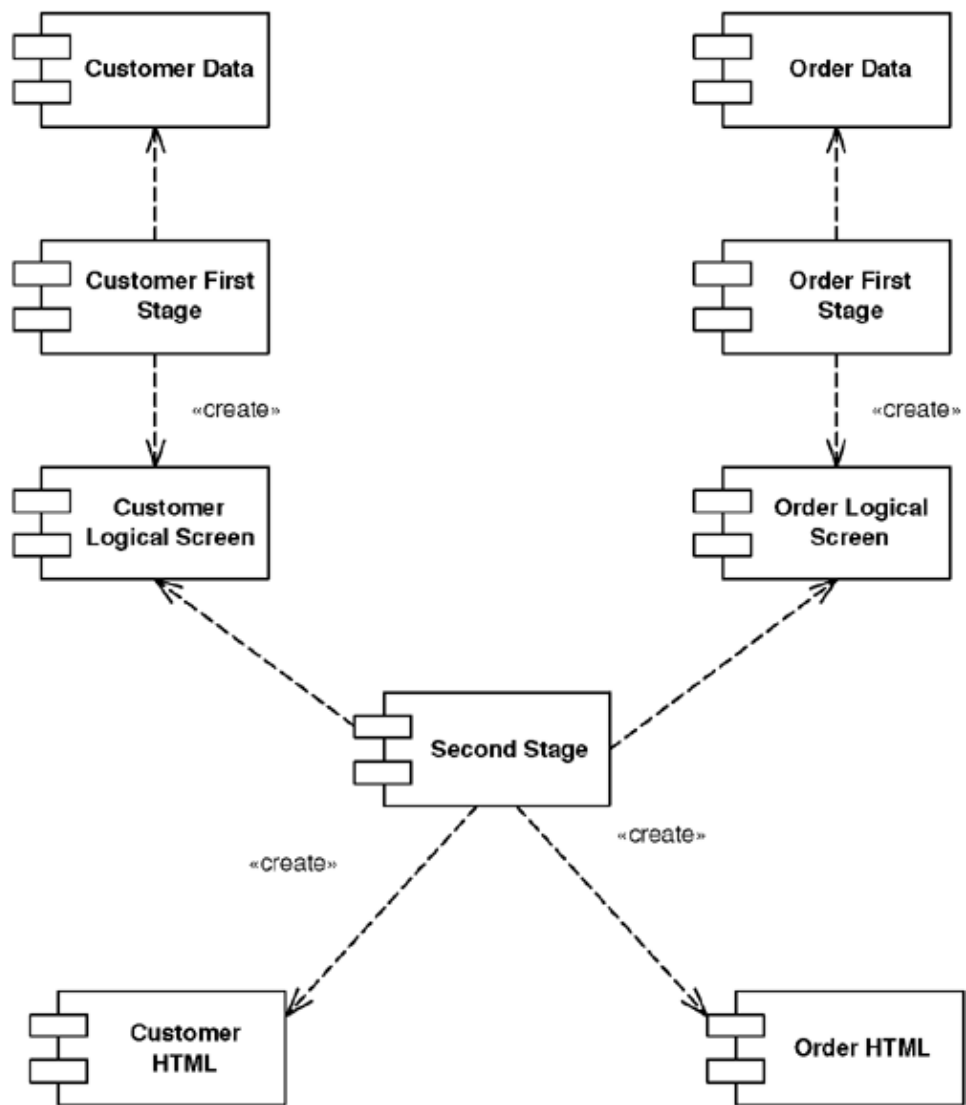 Customer Data
Order Data
Customer First
Stage
Order First
Stage
«create»
«create»
Customer
Logical Screen
Order Logical
Screen
Second Stage
«create»
«create»
Customer
HTML
Order HTML